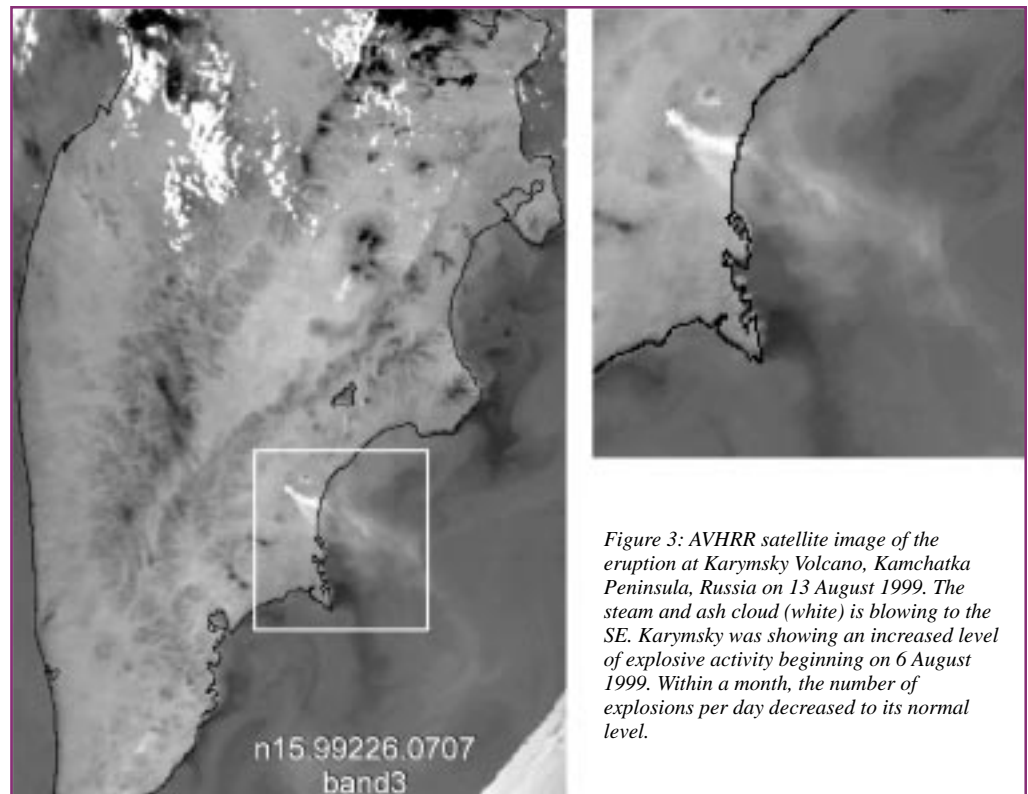 n15.99226.0707
band3
Figure 3: AVHRR satellite image of the
eruption at Karymsky Volcano, Kamchatka
Peninsula, Russia on 13 August 1999. The
steam and ash cloud (white) is blowing to the
SE. Karymsky was showing an increased level
of explosive activity beginning on 6 August
1999. Within a month, the number of
explosions per day decreased to its normal
level.